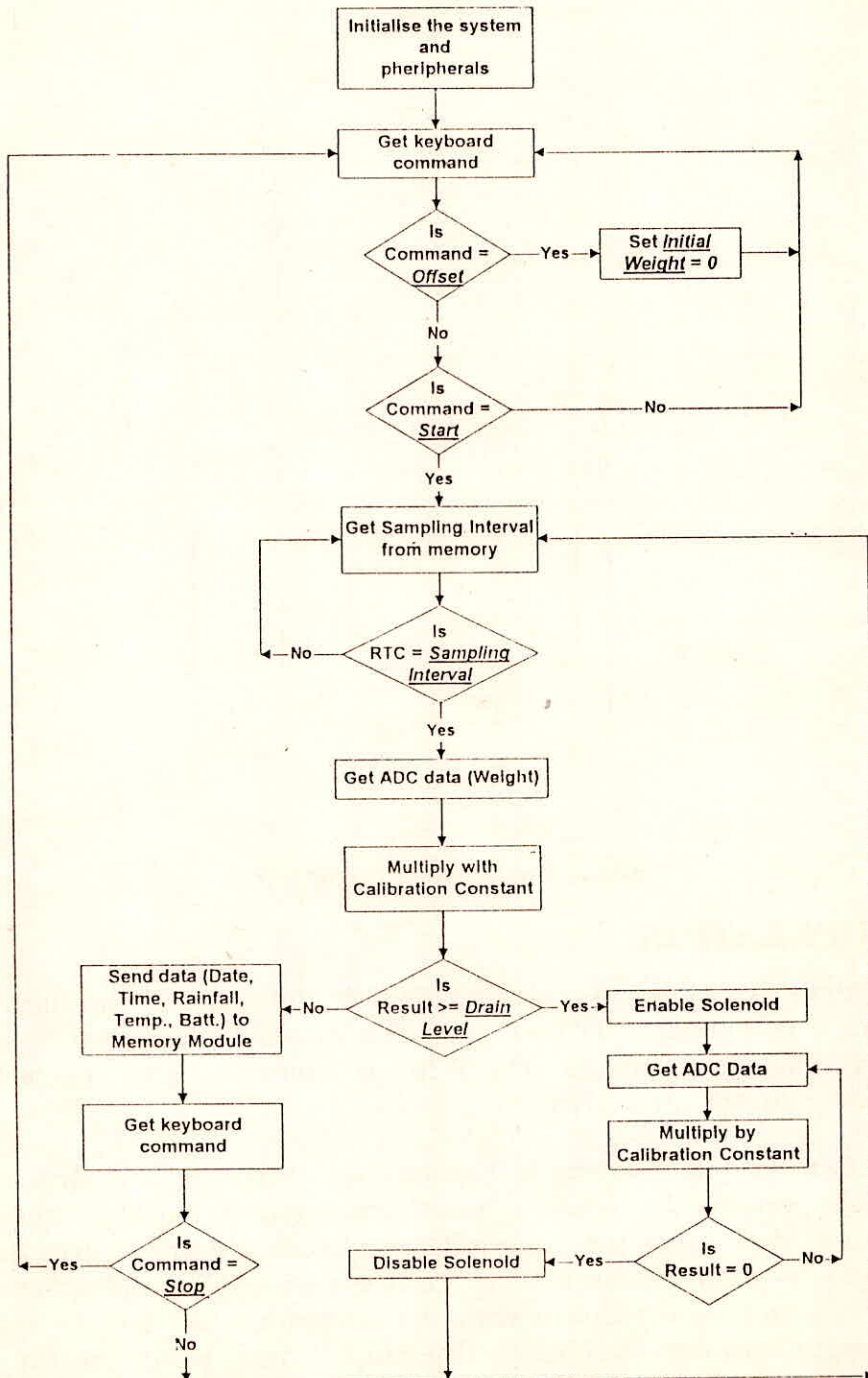 Initialise the system
and
pheripherals
Get keyboard
command
Is
Command =
Offset
Yes
Set Initial
Weight = 0
No
Is
Command =
Start
No
Yes
Get Sampling Interval
from memory
Is
RTC = Sampling
Interval
No
Yes
Get ADC data (Weight)
Multiply with
Calibration Constant
Is
Result >= Drain
Level
No
Yes
Send data (Date,
Time, Rainfall,
Temp., Batt.) to
Memory Module
Enable Solenoid
Get ADC Data
Get keyboard
command
Multiply by
Calibration Constant
Is
Command =
Stop
Yes
No
Disable Solenoid
Yes
Is
Result = 0
No